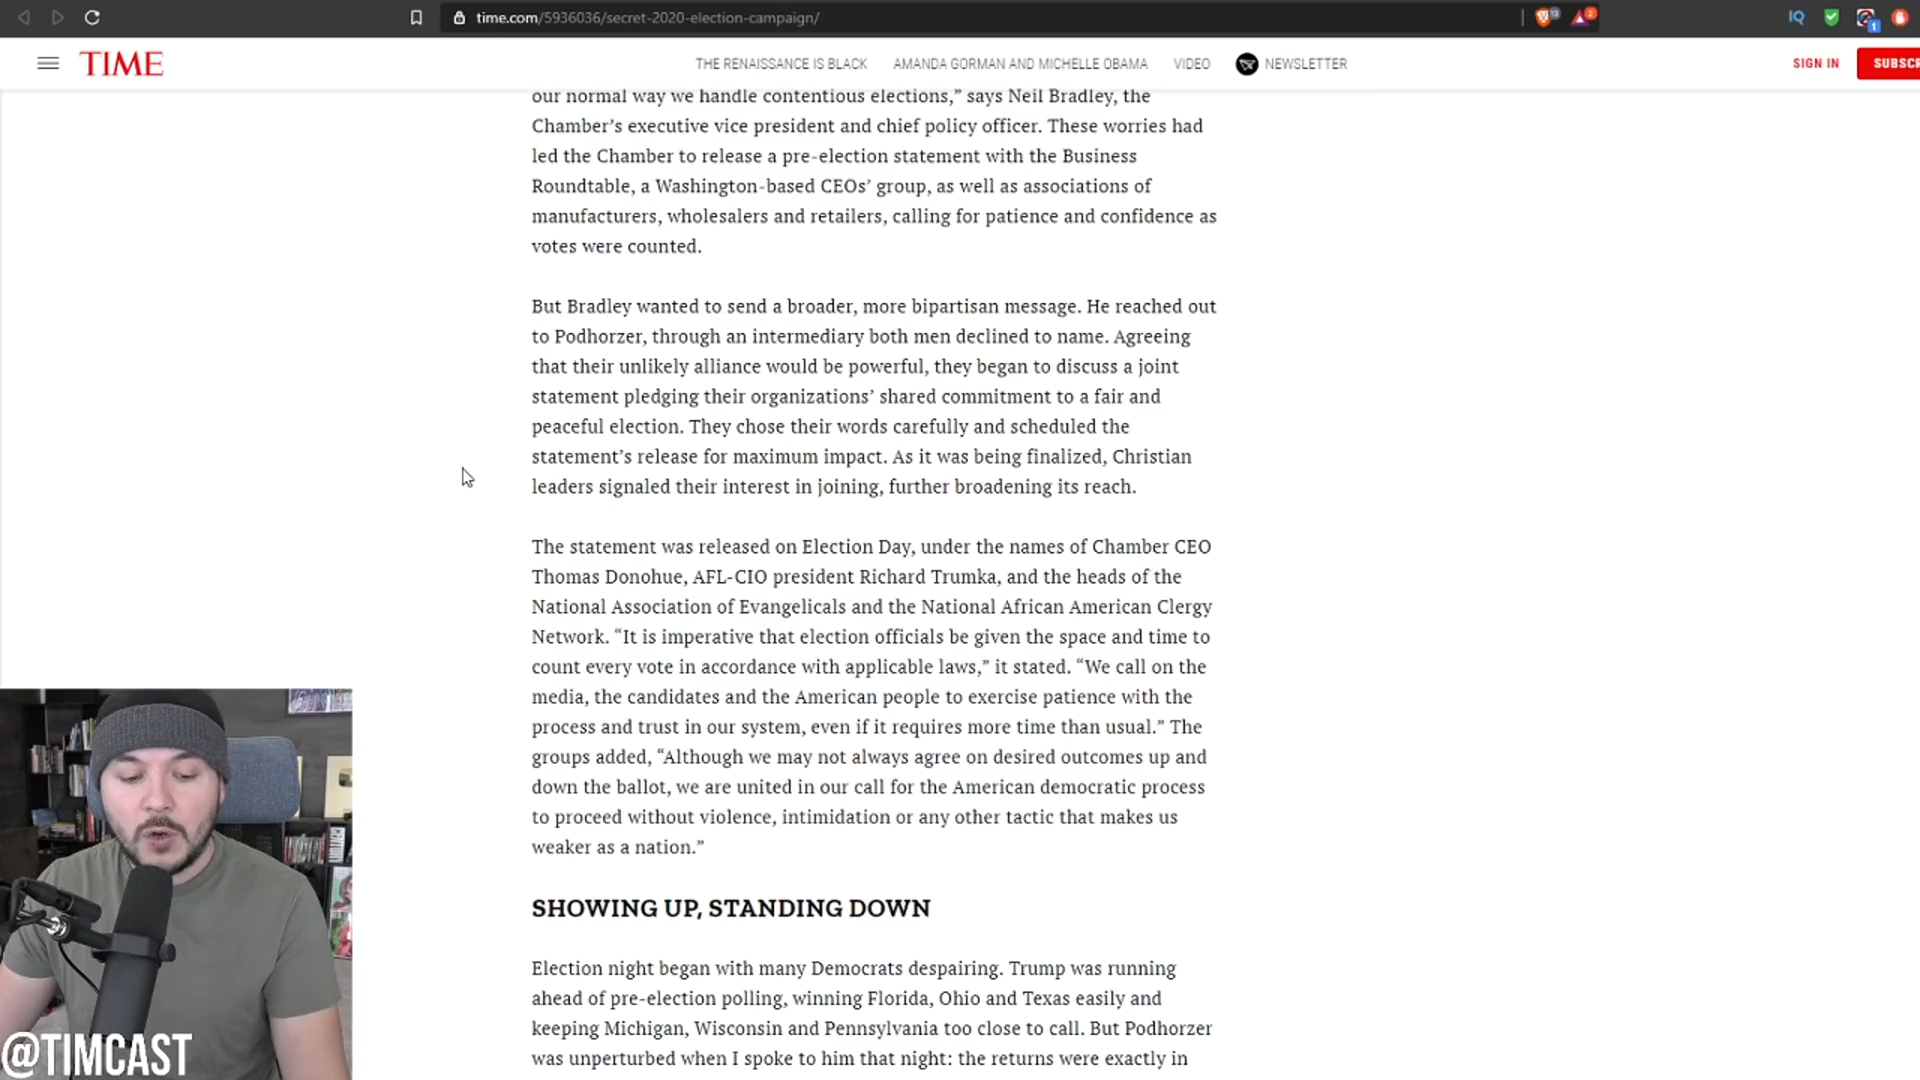 time.com/5936036/secret-2020-election-campaign/
13
2
IQ
1
TIME
THE RENAISSANCE IS BLACK
AMANDA GORMAN AND MICHELLE OBAMA
VIDEO
NEWSLETTER
SIGN IN
SUBSCR
our normal way we handle contentious elections,” says Neil Bradley, the
Chamber’s executive vice president and chief policy officer. These worries had
led the Chamber to release a pre-election statement with the Business
Roundtable, a Washington-based CEOs’ group, as well as associations of
manufacturers, wholesalers and retailers, calling for patience and confidence as
votes were counted.
But Bradley wanted to send a broader, more bipartisan message. He reached out
to Podhorzer, through an intermediary both men declined to name. Agreeing
that their unlikely alliance would be powerful, they began to discuss a joint
statement pledging their organizations’ shared commitment to a fair and
peaceful election. They chose their words carefully and scheduled the
statement’s release for maximum impact. As it was being finalized, Christian
leaders signaled their interest in joining, further broadening its reach.
The statement was released on Election Day, under the names of Chamber CEO
Thomas Donohue, AFL-CIO president Richard Trumka, and the heads of the
National Association of Evangelicals and the National African American Clergy
Network. “It is imperative that election officials be given the space and time to
count every vote in accordance with applicable laws,” it stated. “We call on the
media, the candidates and the American people to exercise patience with the
process and trust in our system, even if it requires more time than usual.” The
groups added, “Although we may not always agree on desired outcomes up and
down the ballot, we are united in our call for the American democratic process
to proceed without violence, intimidation or any other tactic that makes us
weaker as a nation.”
SHOWING UP, STANDING DOWN
Election night began with many Democrats despairing. Trump was running
ahead of pre-election polling, winning Florida, Ohio and Texas easily and
keeping Michigan, Wisconsin and Pennsylvania too close to call. But Podhorzer
was unperturbed when I spoke to him that night: the returns were exactly in
@TIMCAST